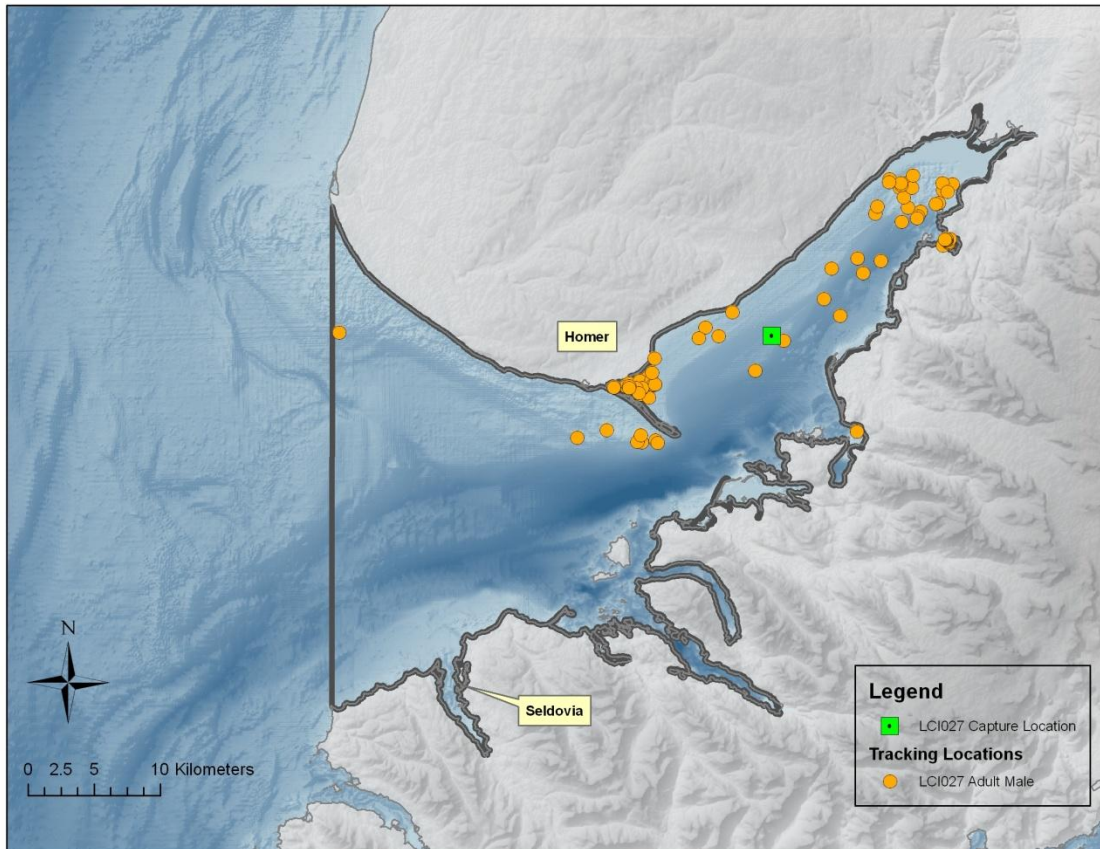 Homer
Seldovia
N
0 2.5 5 10 Kilometers
Legend
LCI027 Capture Location
Tracking Locations
LCI027 Adult Male